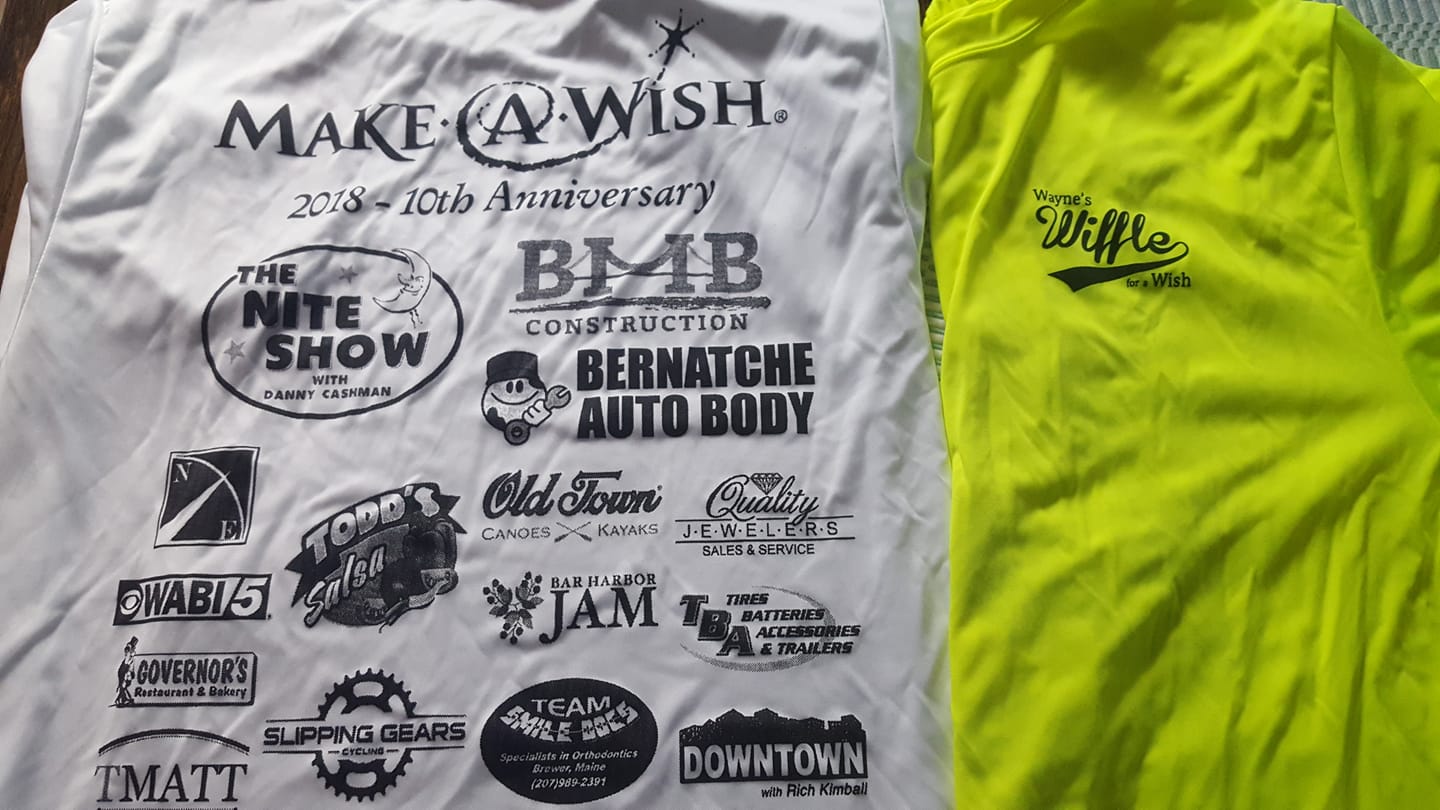 MAKE·A·WISH®
2018 ~ 10th Anniversary
THE
NITE
SHOW
WITH
DANNY CASHMAN
BMB
CONSTRUCTION
BERNATCHE
AUTO BODY
N
E
TODD'S
Salsa
Old Town®
CANOES KAYAKS
Quality
J·E·W·E·L·E·R·S
SALES & SERVICE
WABI 5
BAR HARBOR
JAM
TBA
TIRES
BATTERIES
ACCESSORIES
& TRAILERS
GOVERNOR'S
Restaurant & Bakery
SLIPPING GEARS
CYCLING
TEAM
SMILE DOCS
Specialists in Orthodontics
Brewer, Maine
(207)989-2391
DOWNTOWN
with Rich Kimball
TMATT
Wayne's
Wiffle
for a Wish